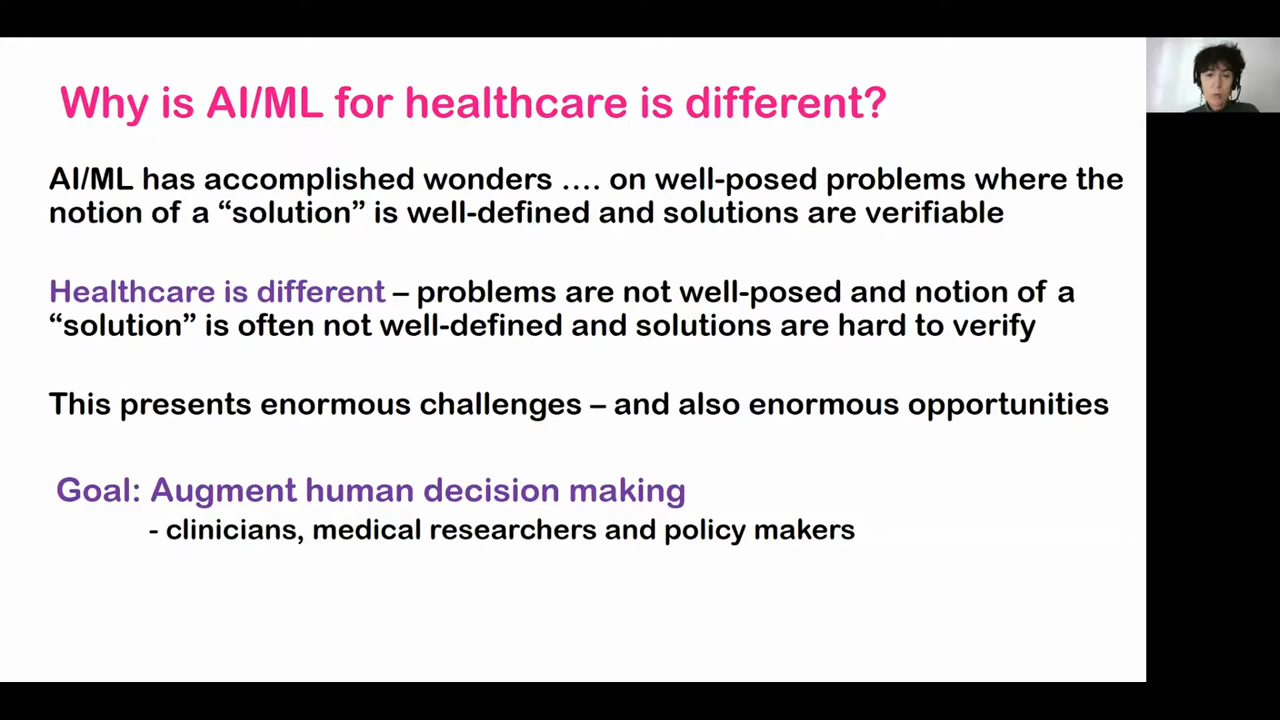 Why is AI/ML for healthcare is different?
AI/ML has accomplished wonders .... on well-posed problems where the
notion of a “solution” is well-defined and solutions are verifiable
Healthcare is different – problems are not well-posed and notion of a
“solution” is often not well-defined and solutions are hard to verify
This presents enormous challenges – and also enormous opportunities
Goal: Augment human decision making
- clinicians, medical researchers and policy makers